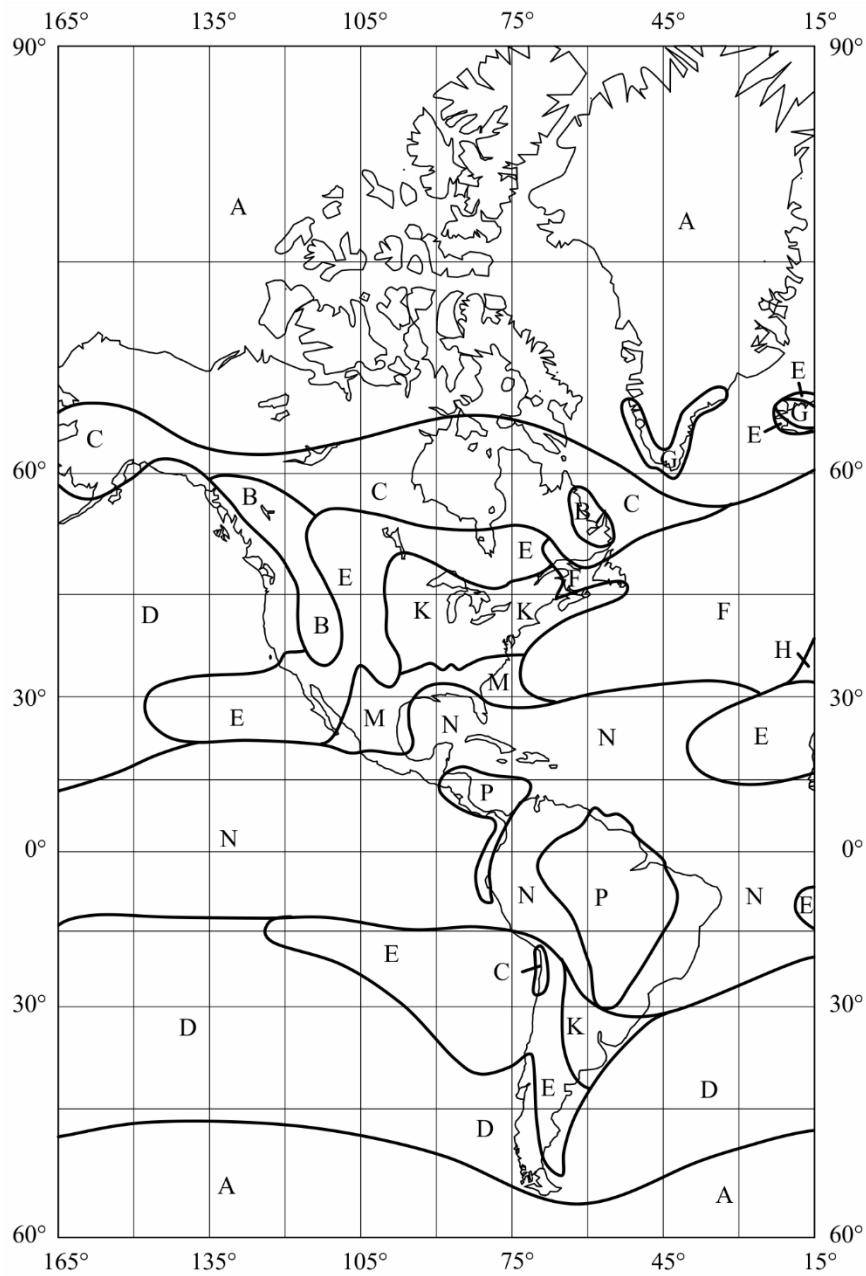 165° 135° 105° 75° 45° 15°
90° 90°
A
A
E
G
C
E
60° G 60°
B C B C
E
E F
D K K F
B
H
M
30° 30°
E M N N E
P
N
0° 0°
N P N E
E
C
30° 30°
D K
E D
D
A A
60° 60°
165° 135° 105° 75° 45° 15°